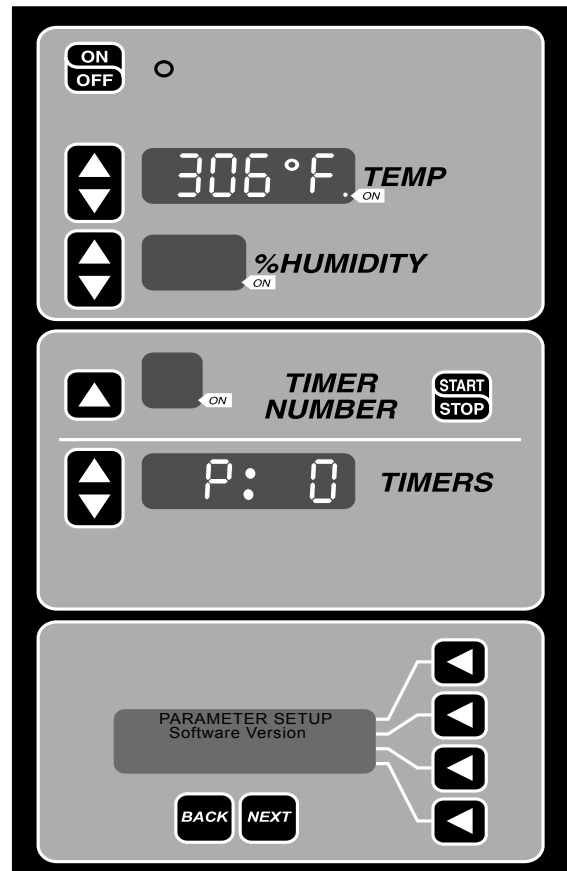 ON
OFF
306°F.
TEMP
ON
%HUMIDITY
ON
ON
TIMER
NUMBER
START
STOP
P: 0
TIMERS
PARAMETER SETUP
Software Version
BACK
NEXT